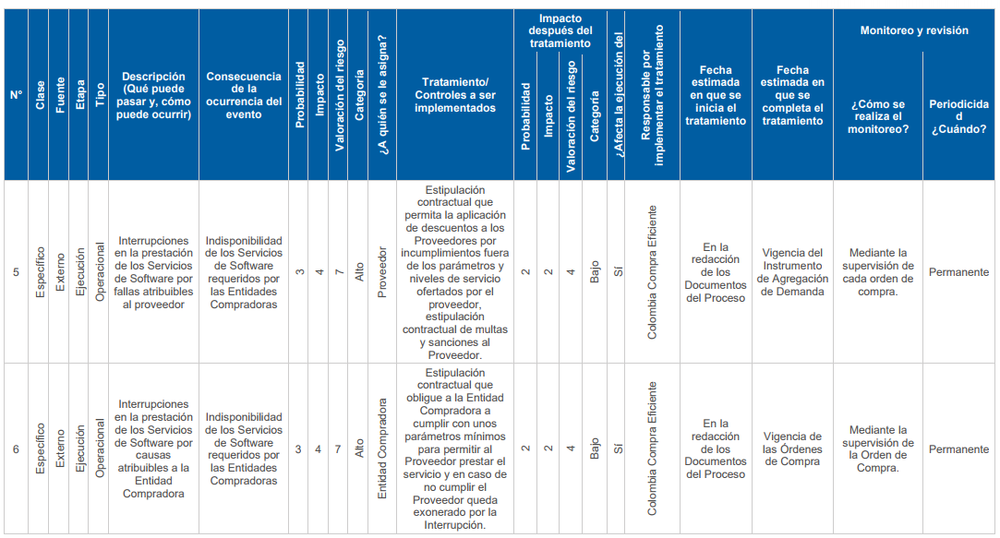 N°
Clase
Fuente
Etapa
Tipo
Descripción
(Qué puede
pasar y, cómo
puede ocurrir)
Consecuencia
de la
ocurrencia del
evento
Probabilidad
Impacto
Valoración del riesgo
Categoría
¿A quién se le asigna?
Tratamiento/
Controles a ser
implementados
Impacto
después del
tratamiento
Probabilidad
Impacto
Valoración del riesgo
Categoría
¿Afecta la ejecución del
Responsable por
implementar el tratamiento
Fecha
estimada
en que se
inicia el
tratamiento
Fecha
estimada
en que se
completa el
tratamiento
Monitoreo y revisión
¿Cómo se
realiza el
monitoreo?
Periodicida
d
¿Cuándo?
5
Específico
Externo
Ejecución
Operacional
Interrupciones
en la prestación
de los Servicios
de Software por
fallas atribuibles
al proveedor
Indisponibilidad
de los Servicios
de Software
requeridos por
las Entidades
Compradoras
3
4
7
Alto
Proveedor
Estipulación
contractual que
permita la aplicación
de descuentos a los
Proveedores por
incumplimientos fuera
de los parámetros y
niveles de servicio
ofertados por el
proveedor,
estipulación
contractual de multas
y sanciones al
Proveedor.
2
2
4
Bajo
Sí
Colombia Compra Eficiente
En la
redacción
de los
Documentos
del Proceso
Vigencia del
Instrumento
de Agregación
de Demanda
Mediante la
supervisión de
cada orden de
compra.
Permanente
6
Específico
Externo
Ejecución
Operacional
Interrupciones
en la prestación
de los Servicios
de Software por
causas
atribuibles a la
Entidad
Compradora
Indisponibilidad
de los Servicios
de Software
requeridos por
las Entidades
Compradoras
3
4
7
Alto
Entidad Compradora
Estipulación
contractual que
obligue a la Entidad
Compradora a
cumplir con unos
parámetros mínimos
para permitir al
Proveedor prestar el
servicio y en caso de
no cumplir el
Proveedor queda
exonerado por la
Interrupción.
2
2
4
Bajo
Sí
Colombia Compra Eficiente
En la
redacción
de los
Documentos
del Proceso
Vigencia de
las Órdenes
de Compra
Mediante la
supervisión de
la Orden de
Compra.
Permanente